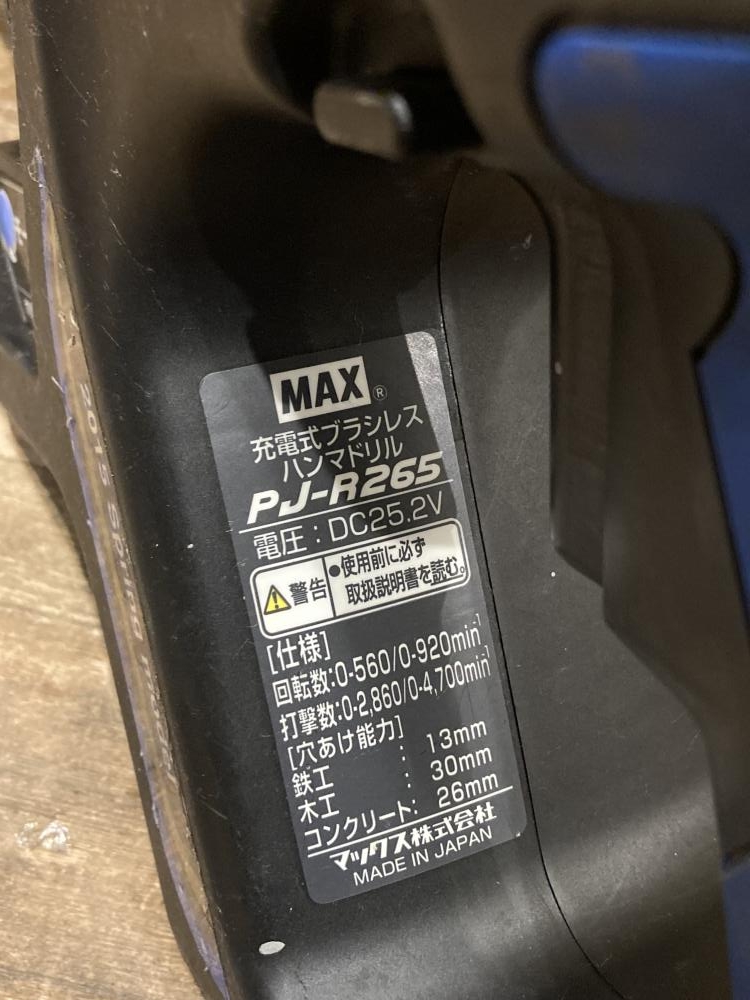 MAX®
充電式ブラシレス
ハンマドリル
PJ-R265
電圧:DC25.2V
⚠警告
●使用前に必ず
取扱説明書を読む。
[仕様]
回転数:0-560/0-920min⁻¹
打撃数:0-2,860/0-4,700min⁻¹
[穴あけ能力]
鉄工 : 13mm
木工 : 30mm
コンクリート: 26mm
マックス株式会社
MADE IN JAPAN
2015 Spring model